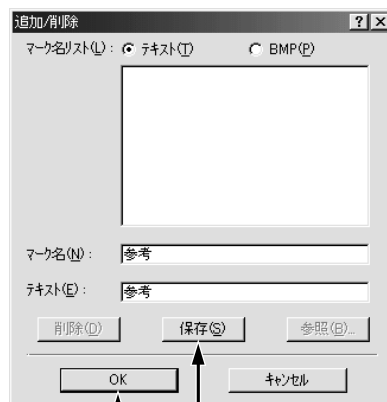 追加/削除
マーク名リスト(L): テキスト(T) BMP(P)
マーク名(N): 参考
テキスト(E): 参考
削除(D) 保存(S) 参照(B)...
OK キャンセル